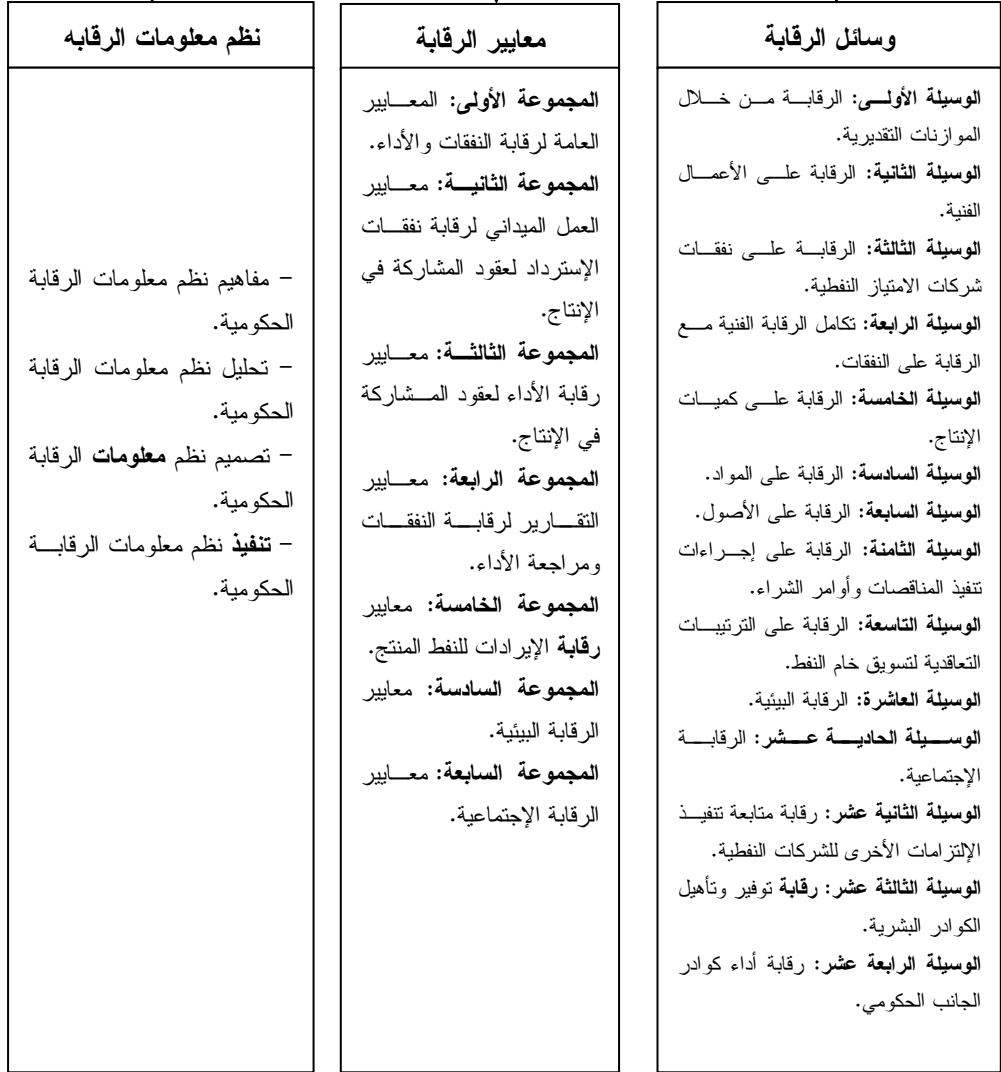 وسائل الرقابة
الوسيلة الأولى: الرقابة من خلال
الموازنات التقديرية.
الوسيلة الثانية: الرقابة على الأعمال
الفنية.
الوسيلة الثالثة: الرقابة على نفقات
شركات الامتياز النفطية.
الوسيلة الرابعة: تكامل الرقابة الفنية مع
الرقابة على النفقات.
الوسيلة الخامسة: الرقابة على كميات
الإنتاج.
الوسيلة السادسة: الرقابة على المواد.
الوسيلة السابعة: الرقابة على الأصول.
الوسيلة الثامنة: الرقابة على إجراءات
تنفيذ المناقصات وأوامر الشراء.
الوسيلة التاسعة: الرقابة على الترتيبات
التعاقدية لتسويق خام النفط.
الوسيلة العاشرة: الرقابة البيئية.
الوسيلة الحادية عشر: الرقابة
الإجتماعية.
الوسيلة الثانية عشر: رقابة متابعة تنفيذ
الإلتزامات الأخرى للشركات النفطية.
الوسيلة الثالثة عشر: رقابة توفير وتأهيل
الكوادر البشرية.
الوسيلة الرابعة عشر: رقابة أداء كوادر
الجانب الحكومي.
معايير الرقابة
المجموعة الأولى: المعايير
العامة لرقابة النفقات والأداء.
المجموعة الثانية: معايير
العمل الميداني لرقابة نفقات
الإسترداد لعقود المشاركة في
الإنتاج.
المجموعة الثالثة: معايير
رقابة الأداء لعقود المشاركة
في الإنتاج.
المجموعة الرابعة: معايير
التقارير لرقابة النفقات
ومراجعة الأداء.
المجموعة الخامسة: معايير
رقابة الإيرادات للنفط المنتج.
المجموعة السادسة: معايير
الرقابة البيئية.
المجموعة السابعة: معايير
الرقابة الإجتماعية.
نظم معلومات الرقابه
- مفاهيم نظم معلومات الرقابة
الحكومية.
- تحليل نظم معلومات الرقابة
الحكومية.
- تصميم نظم معلومات الرقابة
الحكومية.
- تنفيذ نظم معلومات الرقابة
الحكومية.